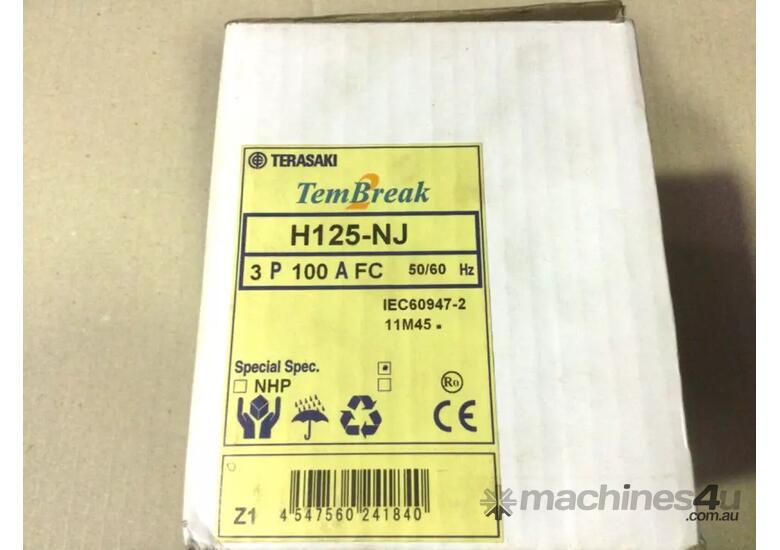 TERASAKI
TemBreak 2
H125-NJ
3 P 100 A FC 50/60 Hz
IEC60947-2
11M45
Special Spec.
NHP
Ro
CE
Z1 4 547560 241840
machines4u
.com.au